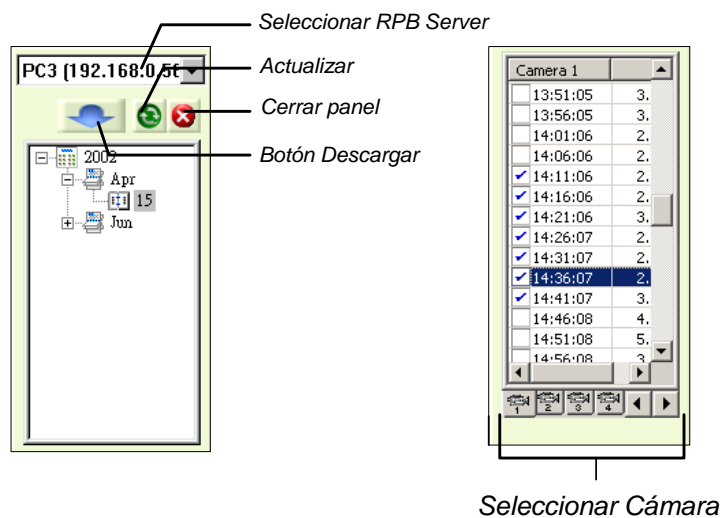 Seleccionar RPB Server
PC3 (192.168.0.5
Actualizar
Cerrar panel
Botón Descargar
2002
Apr
15
Jun
Camera 1
13:51:05 3.
13:56:05 3.
14:01:06 2.
14:06:06 2.
14:11:06 2.
14:16:06 2.
14:21:06 3.
14:26:07 2.
14:31:07 2.
14:36:07 2.
14:41:07 3.
14:46:08 4.
14:51:08 5.
14:56:08 3
1 2 3 4
Seleccionar Cámara